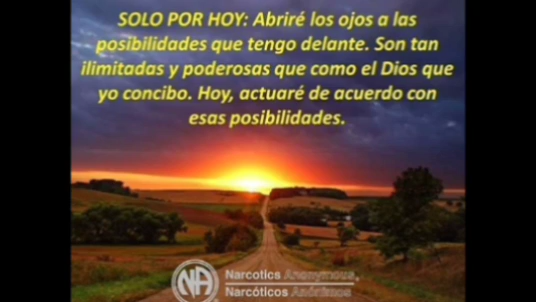 SOLO POR HOY: Abriré los ojos a las
posibilidades que tengo delante. Son tan
ilimitadas y poderosas que como el Dios que
yo concibo. Hoy, actuaré de acuerdo con
esas posibilidades.
NA
Narcotics Anonymous
Narcóticos Anónimos